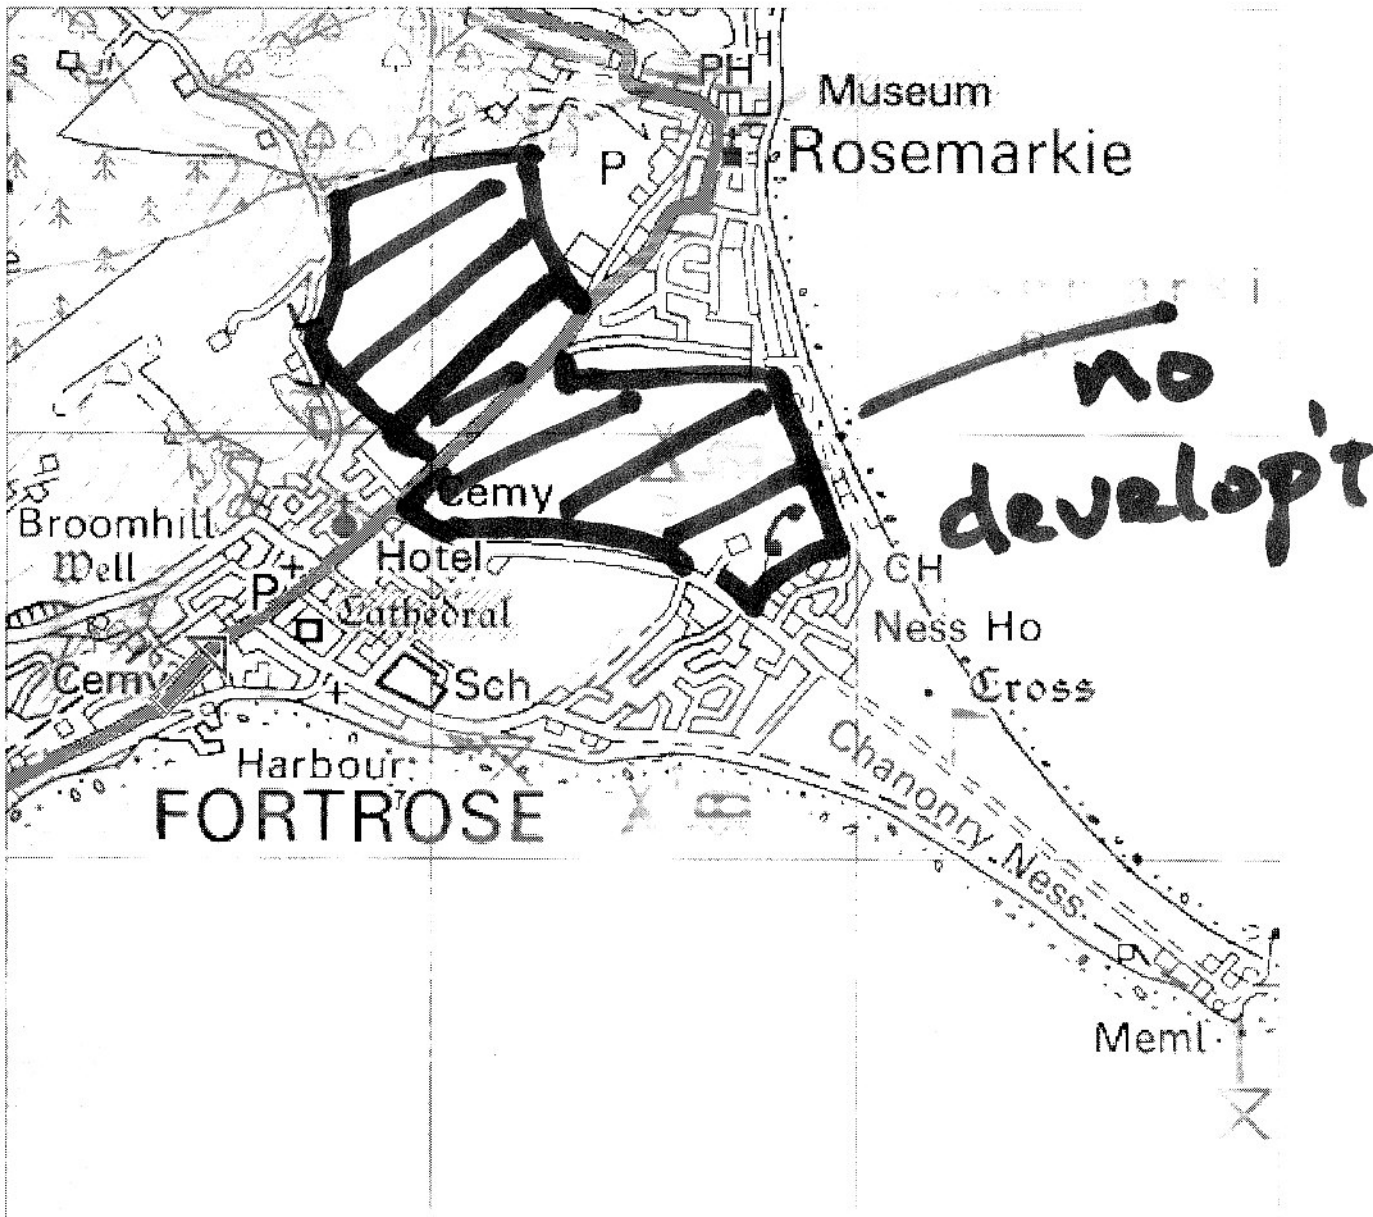 s
PH
Museum
P
Rosemarkie
no
develop't
Cemy
Broomhill
Well
Hotel
P
Cathedral
CH
Ness Ho
Cemy
Sch
Cross
Harbour
FORTROSE
Chanonry Ness
Meml